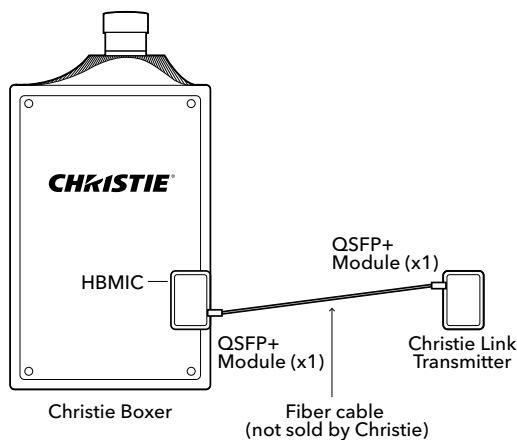 CHRISTIE®
HBMIC
QSFP+
Module (x1)
QSFP+
Module (x1)
Christie Link
Transmitter
Christie Boxer
Fiber cable
(not sold by Christie)